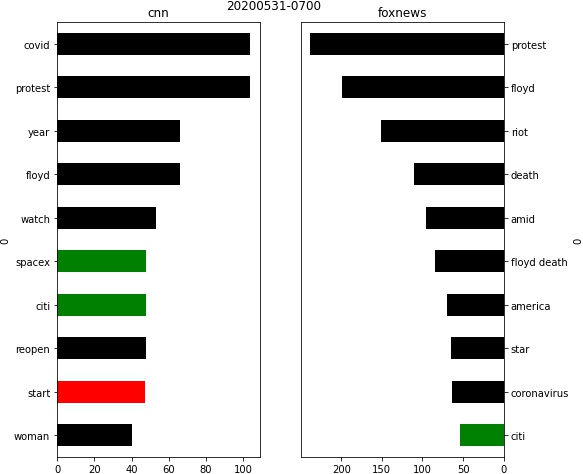 20200531-0700
cnn
foxnews
covid
protest
year
floyd
watch
spacex
citi
reopen
start
woman
0
0 20 40 60 80 100
protest
floyd
riot
death
amid
floyd death
america
star
coronavirus
citi
0
200 150 100 50 0